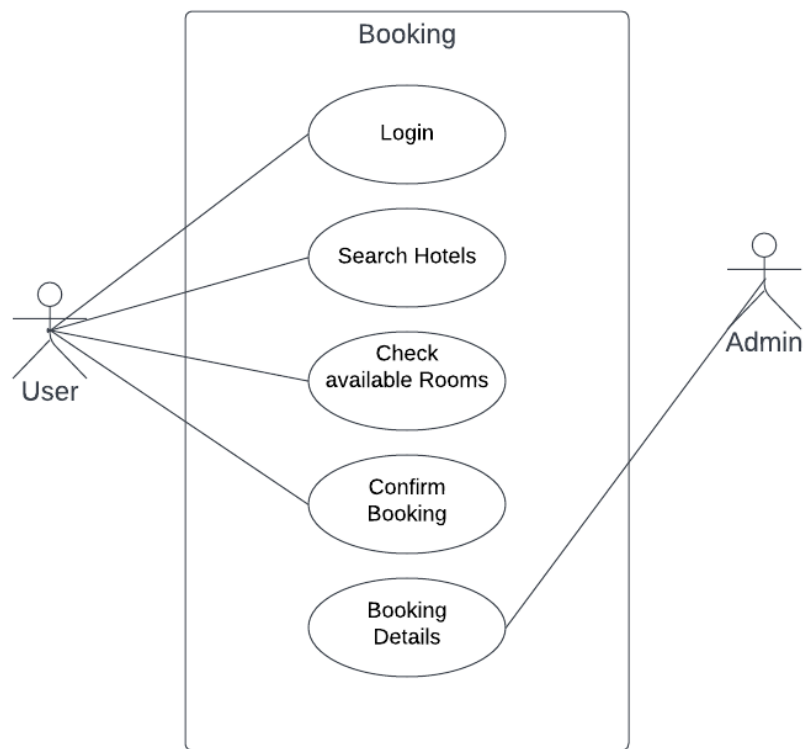 Booking
Login
Search Hotels
Check
available Rooms
User
Admin
Confirm
Booking
Booking
Details